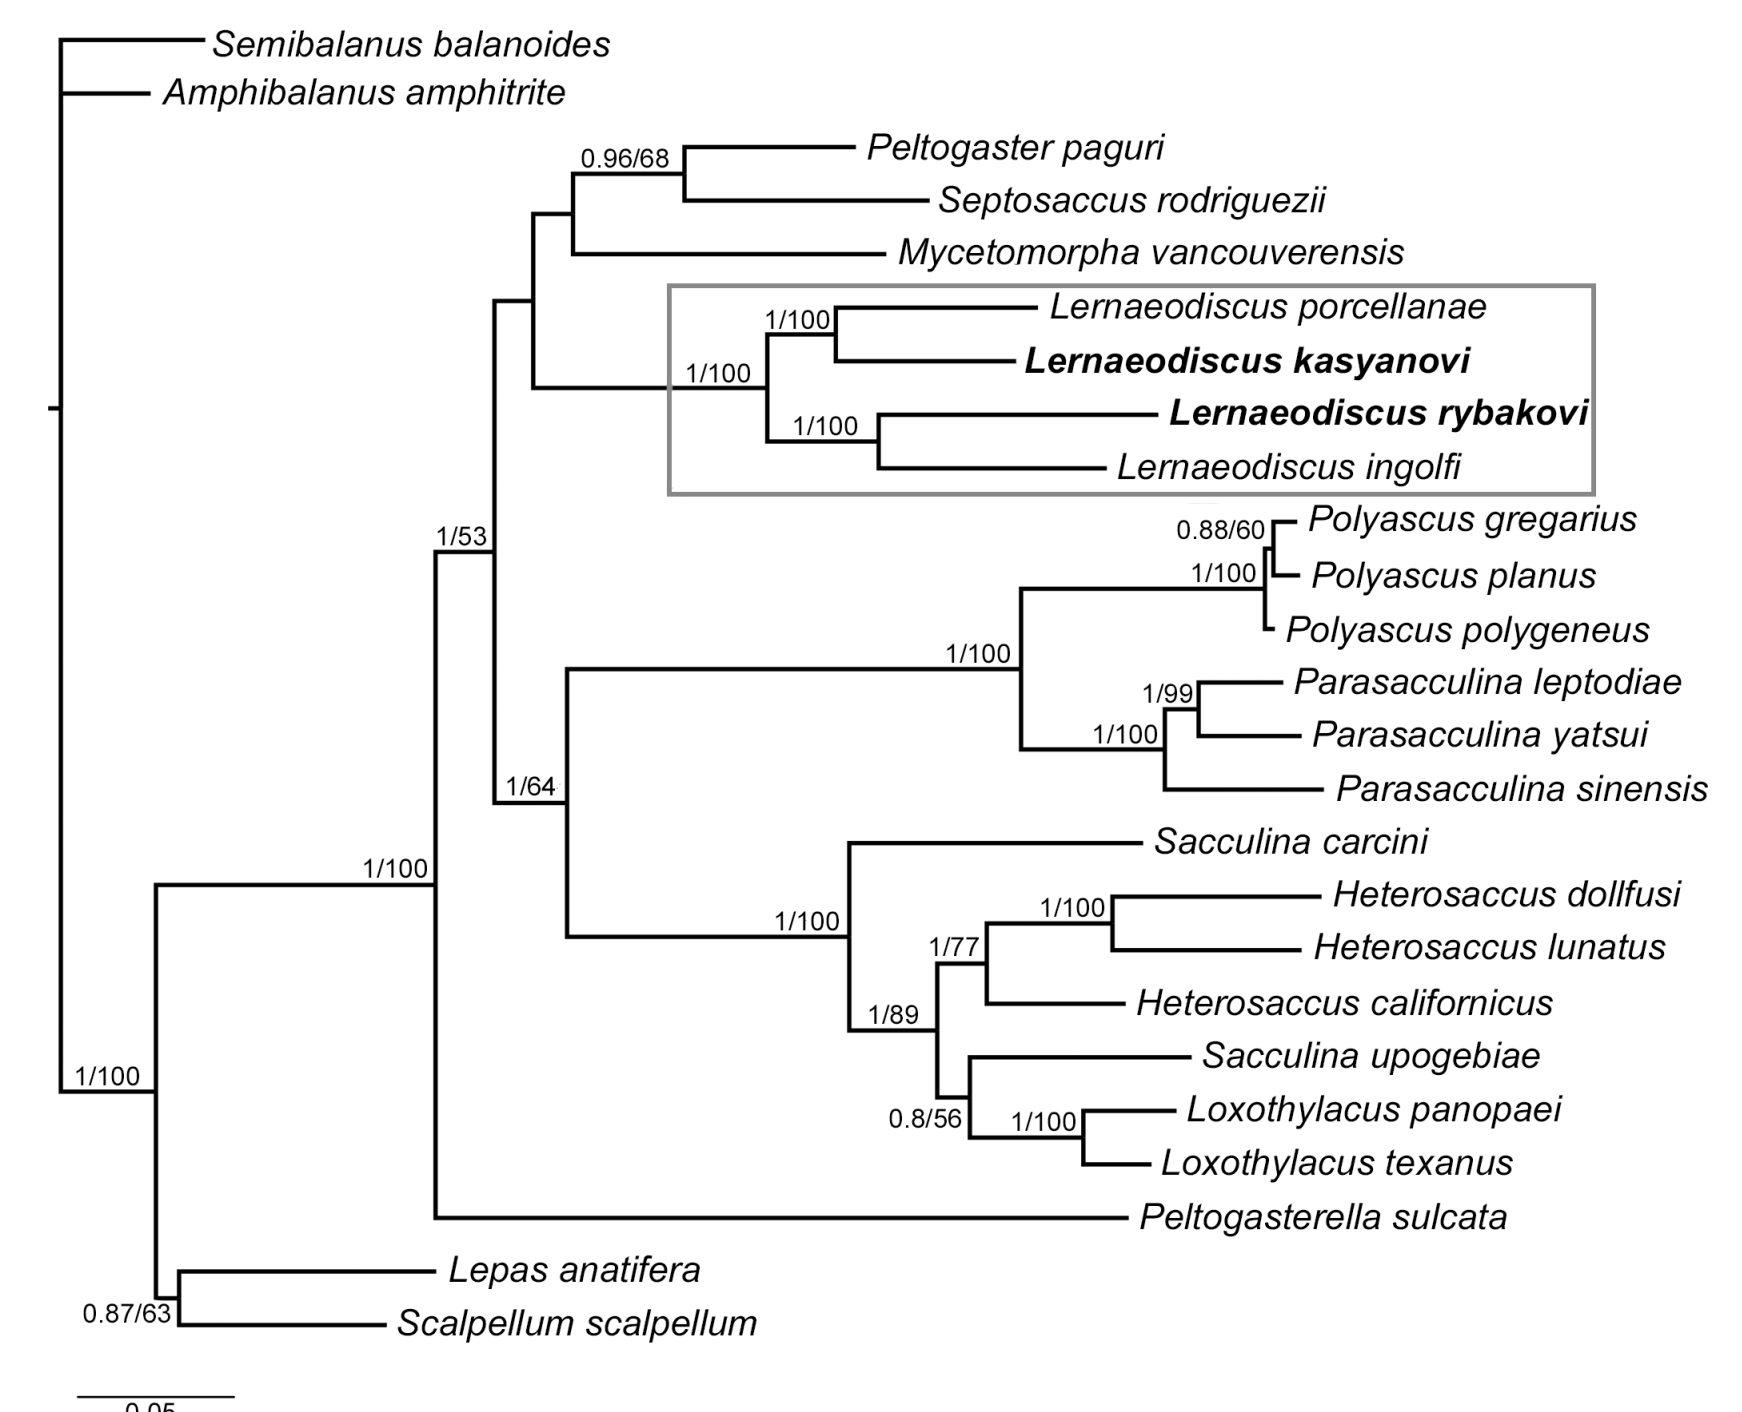 Semibalanus balanoides
Amphibalanus amphitrite
Peltogaster paguri
0.96/68
Septosaccus rodriguezii
Mycetomorpha vancouverensis
Lernaeodiscus porcellanae
1/100
Lernaeodiscus kasyanovi
1/100
Lernaeodiscus rybakovi
1/100
Lernaeodiscus ingolfi
Polyascus gregarius
0.88/60
1/53
Polyascus planus
1/100
Polyascus polygeneus
1/100
Parasacculina leptodiae
1/99
Parasacculina yatsui
1/100
Parasacculina sinensis
1/64
Sacculina carcini
1/100
Heterosaccus dollfusi
1/100
1/100
Heterosaccus lunatus
1/77
Heterosaccus californicus
1/89
Sacculina upogebiae
1/100
Loxothylacus panopaei
0.8/56
1/100
Loxothylacus texanus
Peltogasterella sulcata
Lepas anatifera
0.87/63
Scalpellum scalpellum
0.05